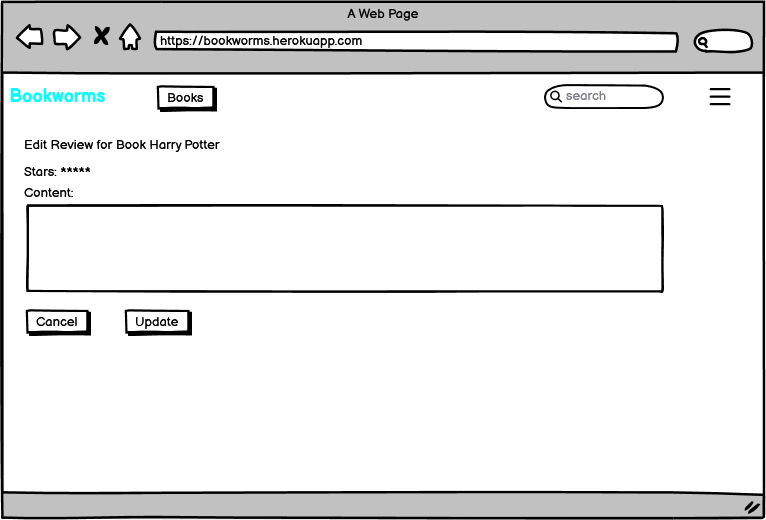 A Web Page
https://bookworms.herokuapp.com
Bookworms Books search
Edit Review for Book Harry Potter
Stars: *****
Content:
Cancel Update